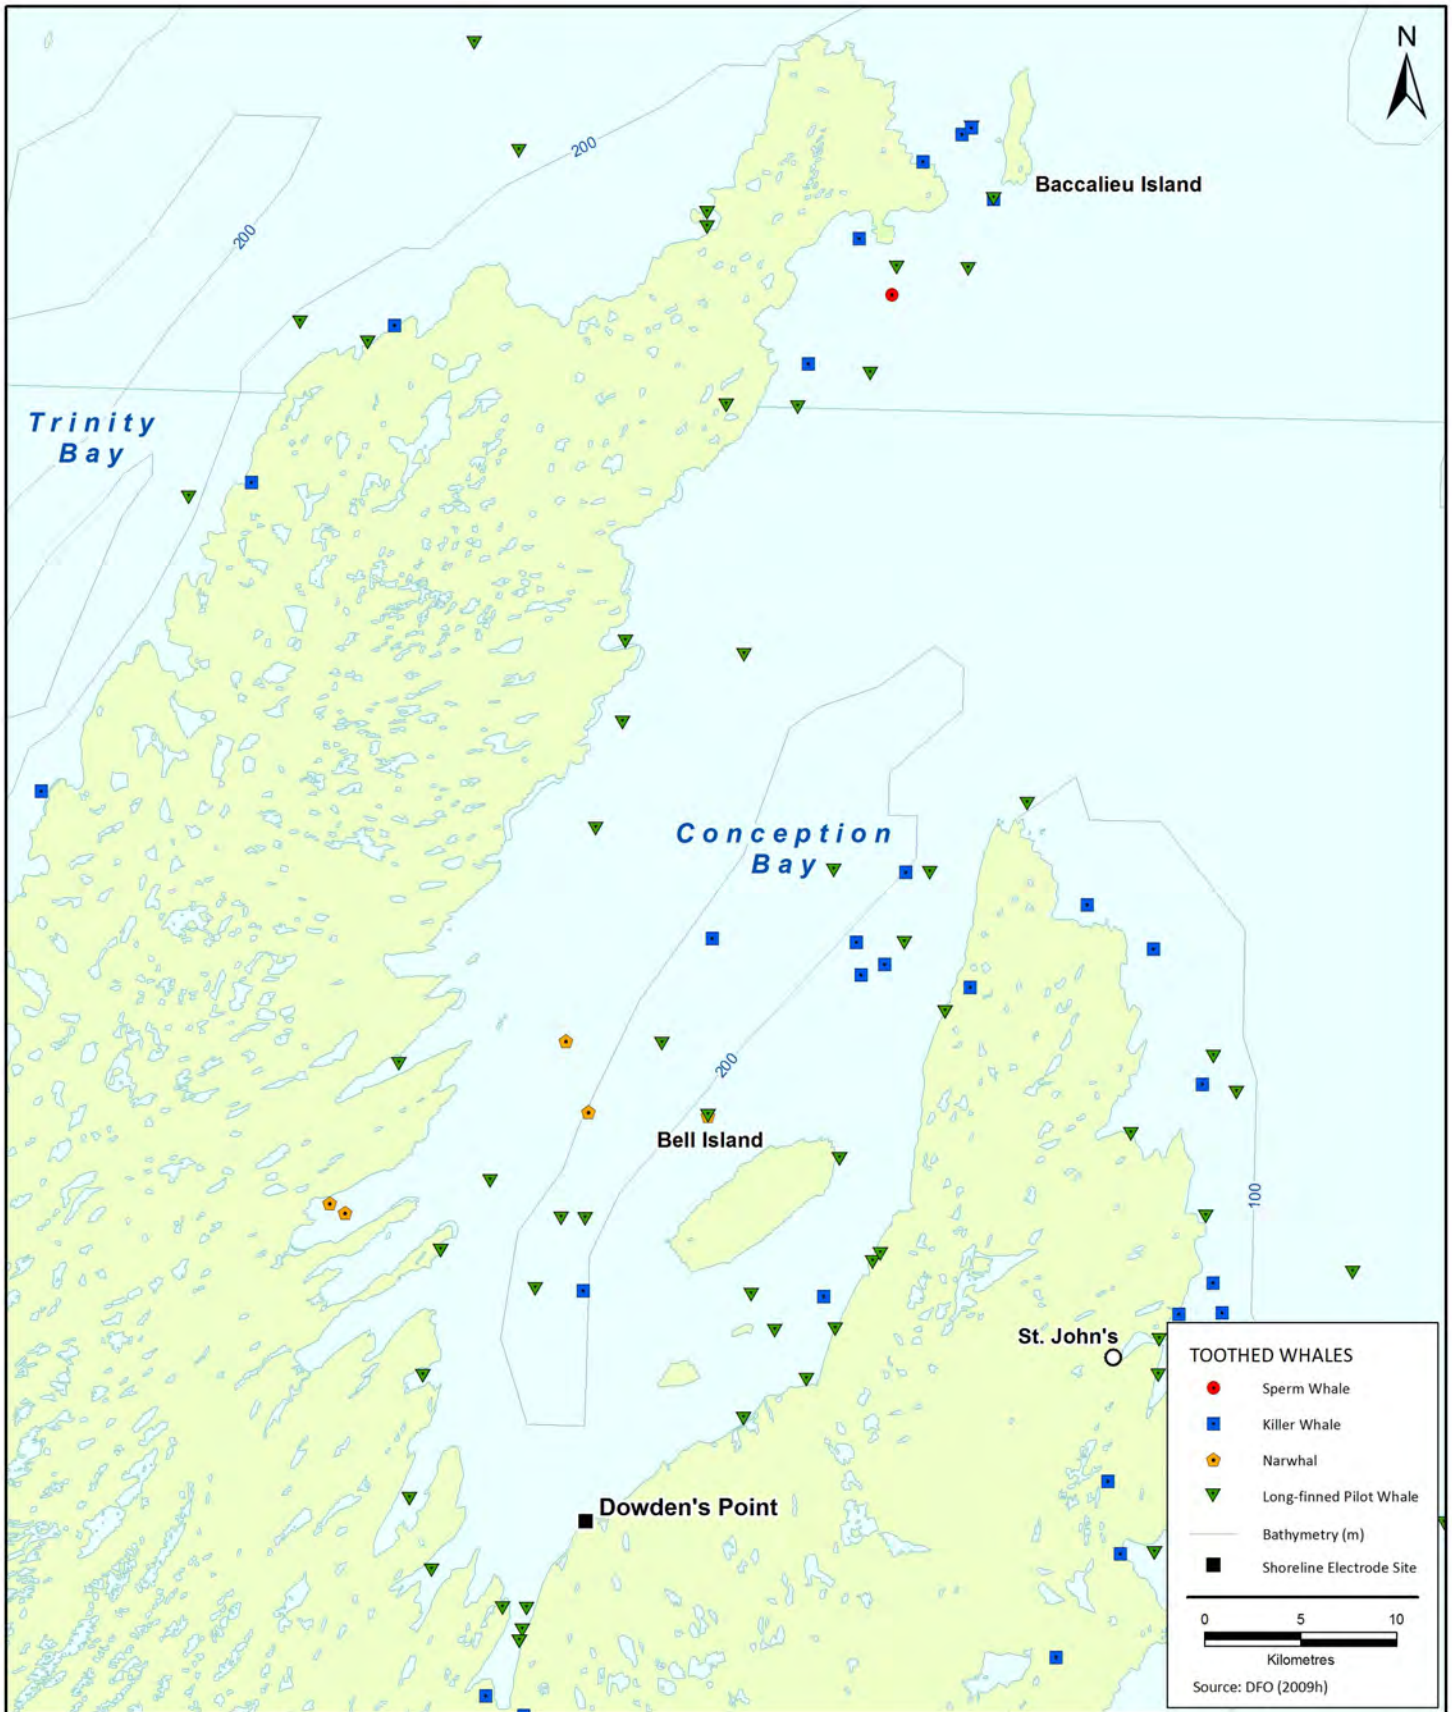 N
200
Baccalieu Island
200
Trinity
Bay
Conception
Bay
200
Bell Island
100
St. John's
Dowden's Point
TOOTHED WHALES
Sperm Whale
Killer Whale
Narwhal
Long-finned Pilot Whale
Bathymetry (m)
Shoreline Electrode Site
0 5 10
Kilometres
Source: DFO (2009h)